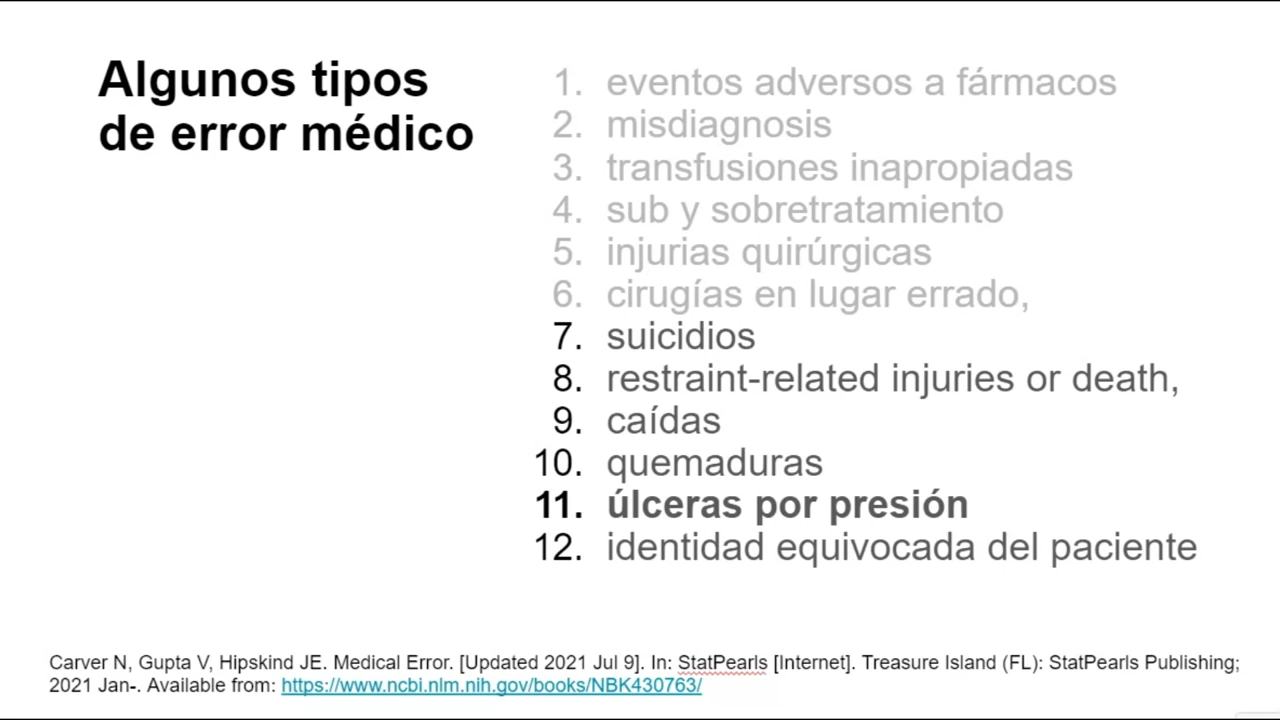 Algunos tipos
de error médico
1. eventos adversos a fármacos
2. misdiagnosis
3. transfusiones inapropiadas
4. sub y sobretratamiento
5. injurias quirúrgicas
6. cirugías en lugar errado,
7. suicidios
8. restraint-related injuries or death,
9. caídas
10. quemaduras
11. úlceras por presión
12. identidad equivocada del paciente
Carver N, Gupta V, Hipskind JE. Medical Error. [Updated 2021 Jul 9]. In: StatPearls [Internet]. Treasure Island (FL): StatPearls Publishing;
2021 Jan-. Available from: https://www.ncbi.nlm.nih.gov/books/NBK430763/